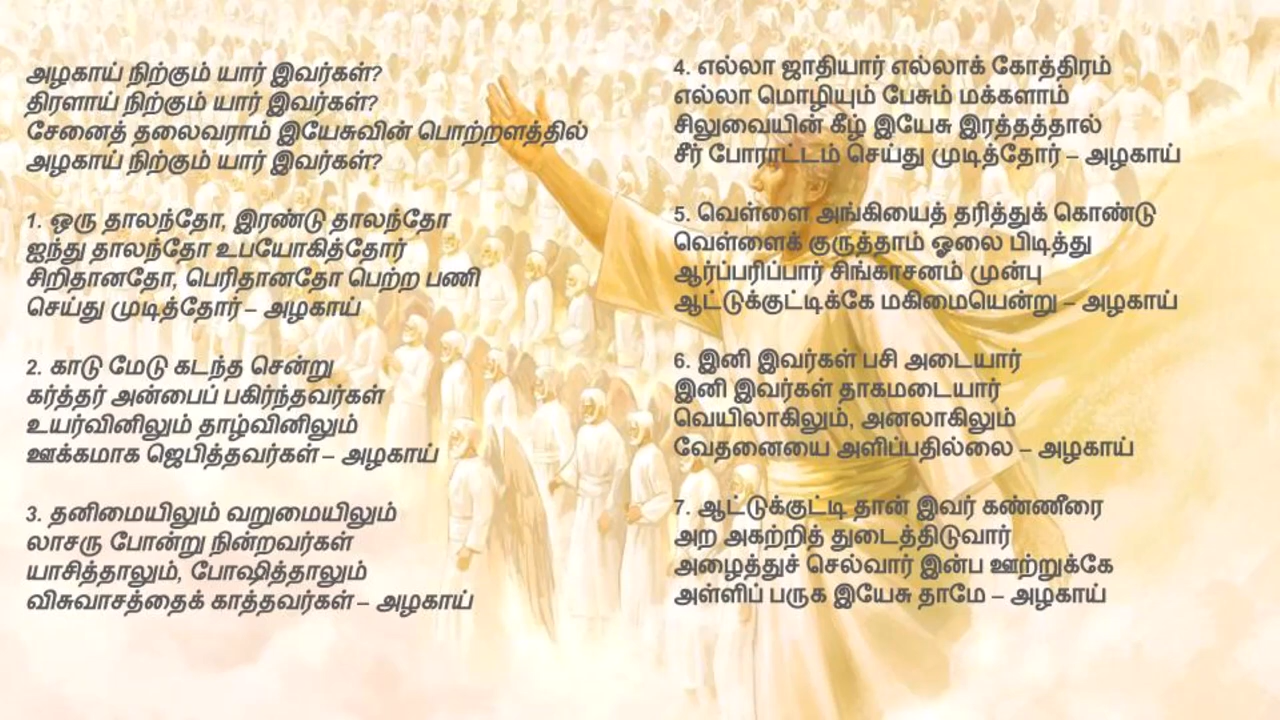 அழகாய் நிற்கும் யார் இவர்கள்?
திரளாய் நிற்கும் யார் இவர்கள்?
சேனைத் தலைவராம் இயேசுவின் பொற்றளத்தில்
அழகாய் நிற்கும் யார் இவர்கள்?
1. ஒரு தாலந்தோ, இரண்டு தாலந்தோ
ஐந்து தாலந்தோ உபயோகித்தோர்
சிறிதானதோ, பெரிதானதோ பெற்ற பணி
செய்து முடித்தோர் – அழகாய்
2. காடு மேடு கடந்த சென்று
கர்த்தர் அன்பைப் பகிர்ந்தவர்கள்
உயர்வினிலும் தாழ்வினிலும்
ஊக்கமாக ஜெபித்தவர்கள் – அழகாய்
3. தனிமையிலும் வறுமையிலும்
லாசரு போன்று நின்றவர்கள்
யாசித்தாலும், போஷித்தாலும்
விசுவாசத்தைக் காத்தவர்கள் – அழகாய்
4. எல்லா ஜாதியார் எல்லாக் கோத்திரம்
எல்லா மொழியும் பேசும் மக்களாம்
சிலுவையின் கீழ் இயேசு இரத்தத்தால்
சீர் போராட்டம் செய்து முடித்தோர் – அழகாய்
5. வெள்ளை அங்கியைத் தரித்துக் கொண்டு
வெள்ளைக் குருத்தாம் ஓலை பிடித்து
ஆர்ப்பரிப்பார் சிங்காசனம் முன்பு
ஆட்டுக்குட்டிக்கே மகிமையென்று – அழகாய்
6. இனி இவர்கள் பசி அடையார்
இனி இவர்கள் தாகமடையார்
வெயிலாகிலும், அனலாகிலும்
வேதனையை அளிப்பதில்லை – அழகாய்
7. ஆட்டுக்குட்டி தான் இவர் கண்ணீரை
அற அகற்றித் துடைத்திடுவார்
அழைத்துச் செல்வார் இன்ப ஊற்றுக்கே
அள்ளிப் பருக இயேசு தாமே – அழகாய்